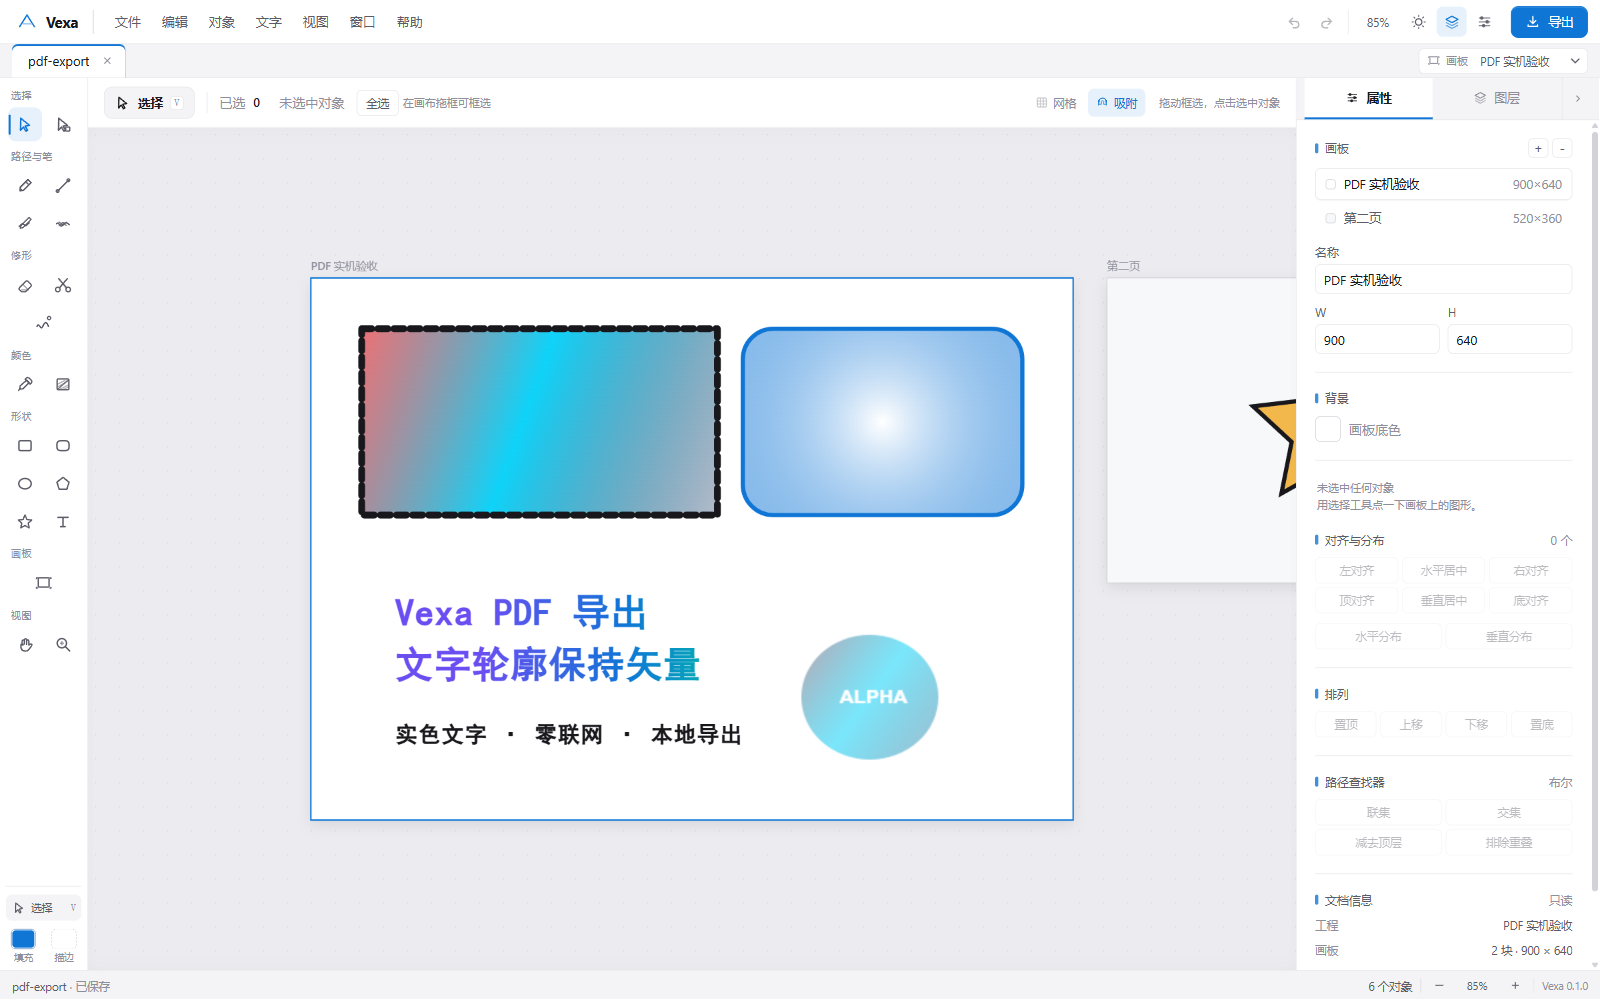 Vexa 文件 编辑 对象 文字 视图 窗口 帮助 85% 导出
pdf-export × 画板 PDF 实机验收
选择
路径与笔
修形
颜色
形状
画板
视图
选择 V
填充 描边
选择 V 已选 0 未选中对象 全选 在画布拖框可框选 网格 吸附 拖动框选，点击选中对象
PDF 实机验收
第二页
Vexa PDF 导出
文字轮廓保持矢量
实色文字 · 零联网 · 本地导出
ALPHA
属性 图层 ›
画板 + -
PDF 实机验收 900×640
第二页 520×360
名称
PDF 实机验收
W H
900 640
背景
画板底色
未选中任何对象
用选择工具点一下画板上的图形。
对齐与分布 0 个
左对齐 水平居中 右对齐
顶对齐 垂直居中 底对齐
水平分布 垂直分布
排列
置顶 上移 下移 置底
路径查找器 布尔
联集 交集
减去顶层 排除重叠
文档信息 只读
工程 PDF 实机验收
画板 2 块 · 900 × 640
pdf-export · 已保存 6 个对象 − 85% + Vexa 0.1.0